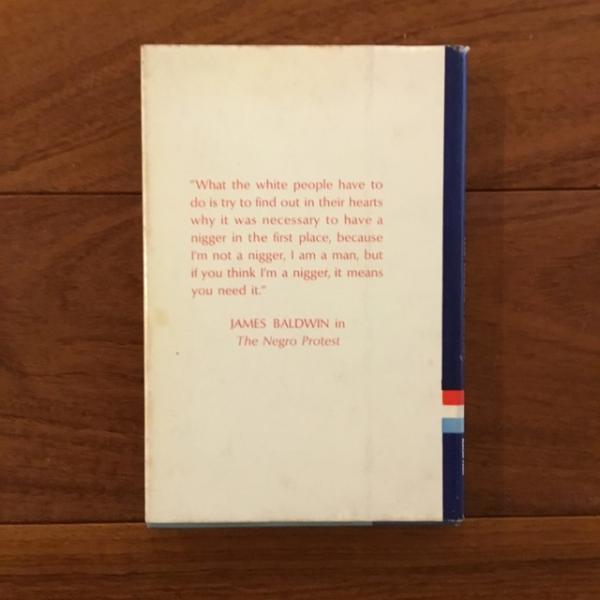 "What the white people have to
do is try to find out in their hearts
why it was necessary to have a
nigger in the first place, because
I'm not a nigger, I am a man, but
if you think I'm a nigger, it means
you need it."
JAMES BALDWIN in
The Negro Protest